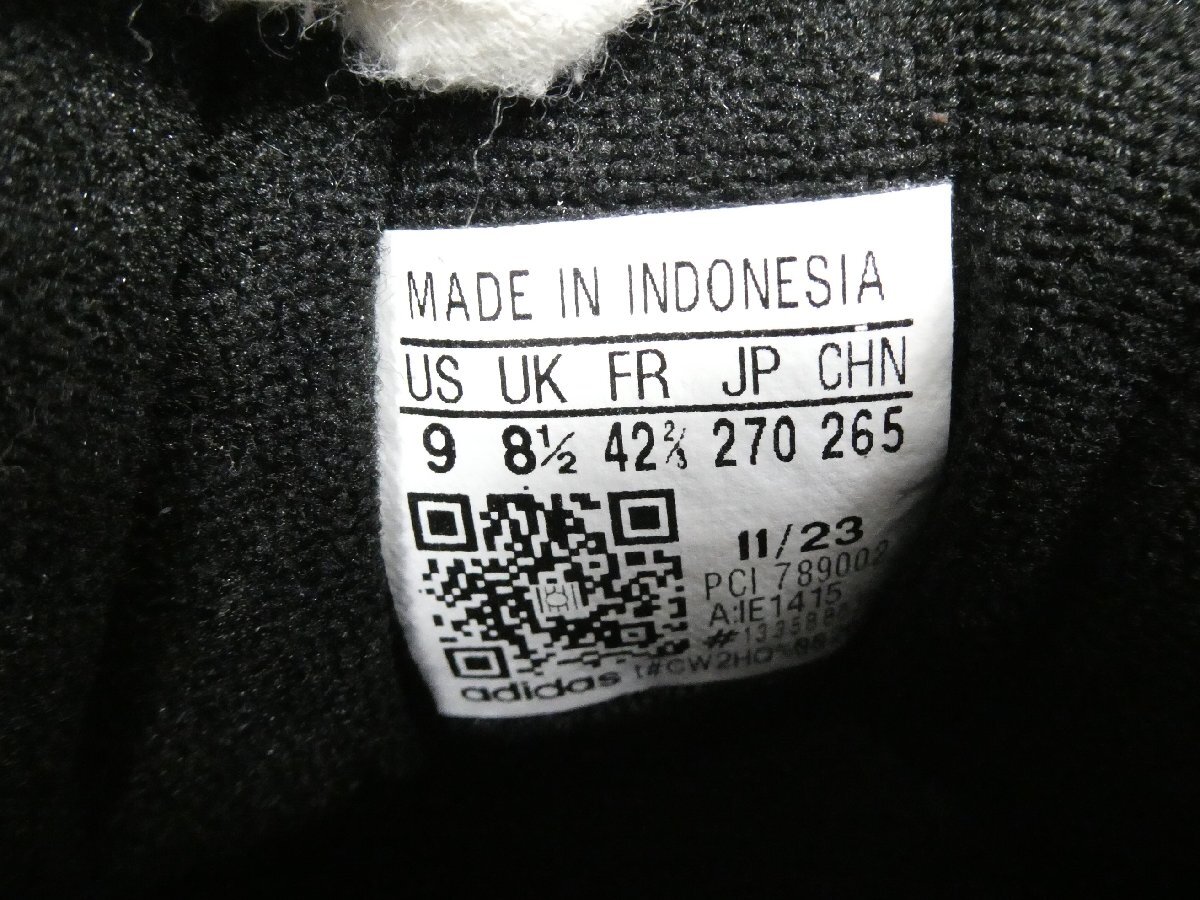 MADE IN INDONESIA
US UK FR JP CHN
9 8½ 42⅔ 270 265
11/23
PCI 789002
A:IE1415
adidas